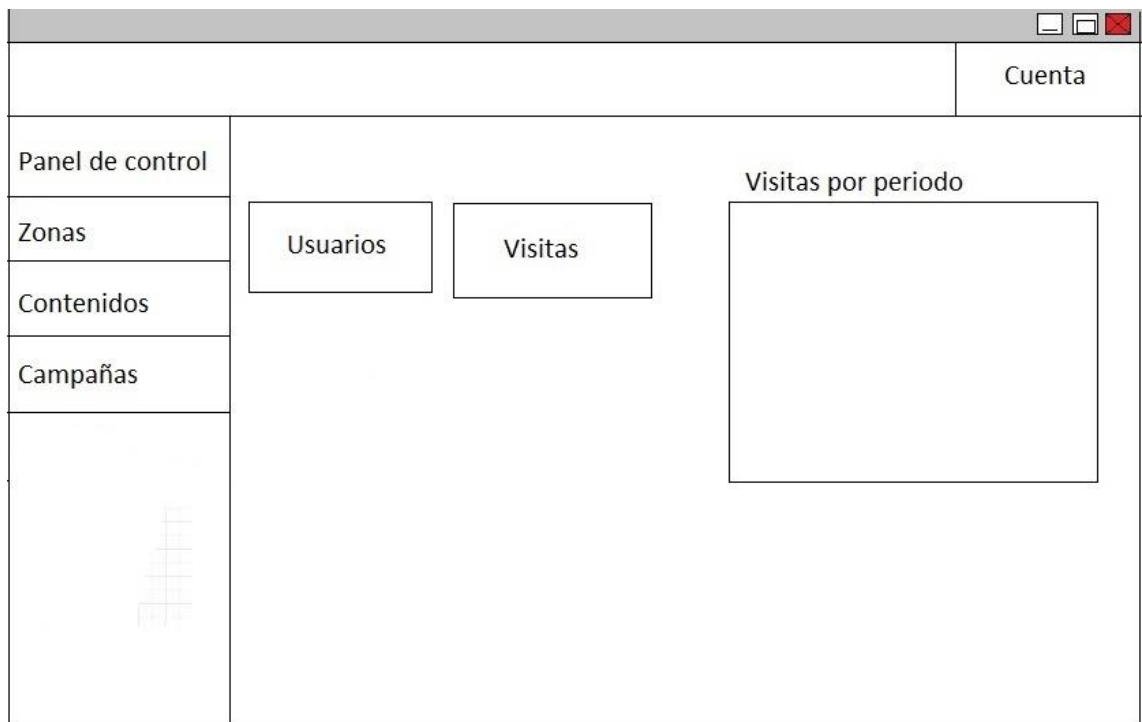 Cuenta
Panel de control
Zonas
Contenidos
Campañas
Usuarios
Visitas
Visitas por periodo